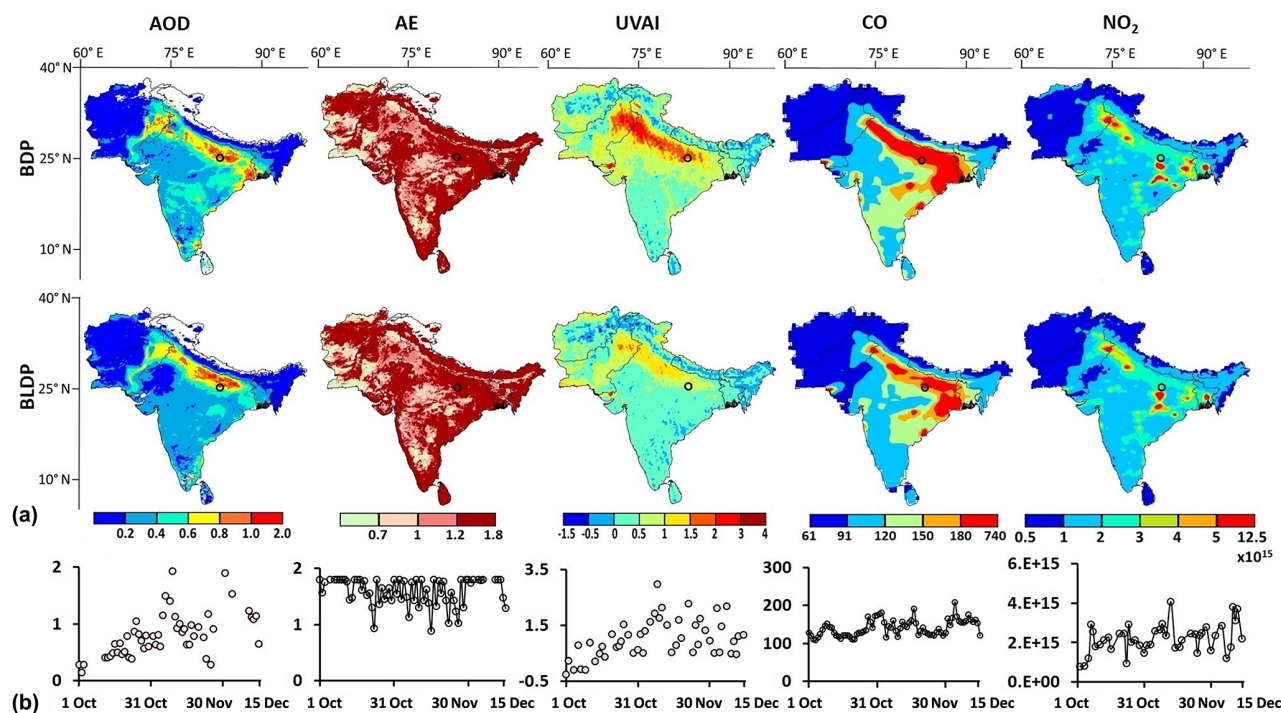 AOD AE UVAI CO NO₂
60° E 75° E 90° E 60° E 75° E 90° E 75° E 90° E 75° E 90° E 75° E 90° E
40° N
BDP
25° N
10° N
40° N
BLDP
25° N
10° N
(a)
0.2 0.4 0.6 0.8 1.0 2.0 0.7 1 1.2 1.8 -1.5 -0.5 0 0.5 1 1.5 2 3 4 61 91 120 150 180 740 0.5 1 2 3 4 5 12.5
x10¹⁵
2 2 3.5 300 6.E+15
200 4.E+15
1 1 1.5
100 2.E+15
0 0 -0.5 0 0.E+00
(b)
1 Oct 31 Oct 30 Nov 15 Dec 1 Oct 31 Oct 30 Nov 15 Dec 1 Oct 31 Oct 30 Nov 15 Dec 1 Oct 31 Oct 30 Nov 15 Dec 1 Oct 31 Oct 30 Nov 15 Dec